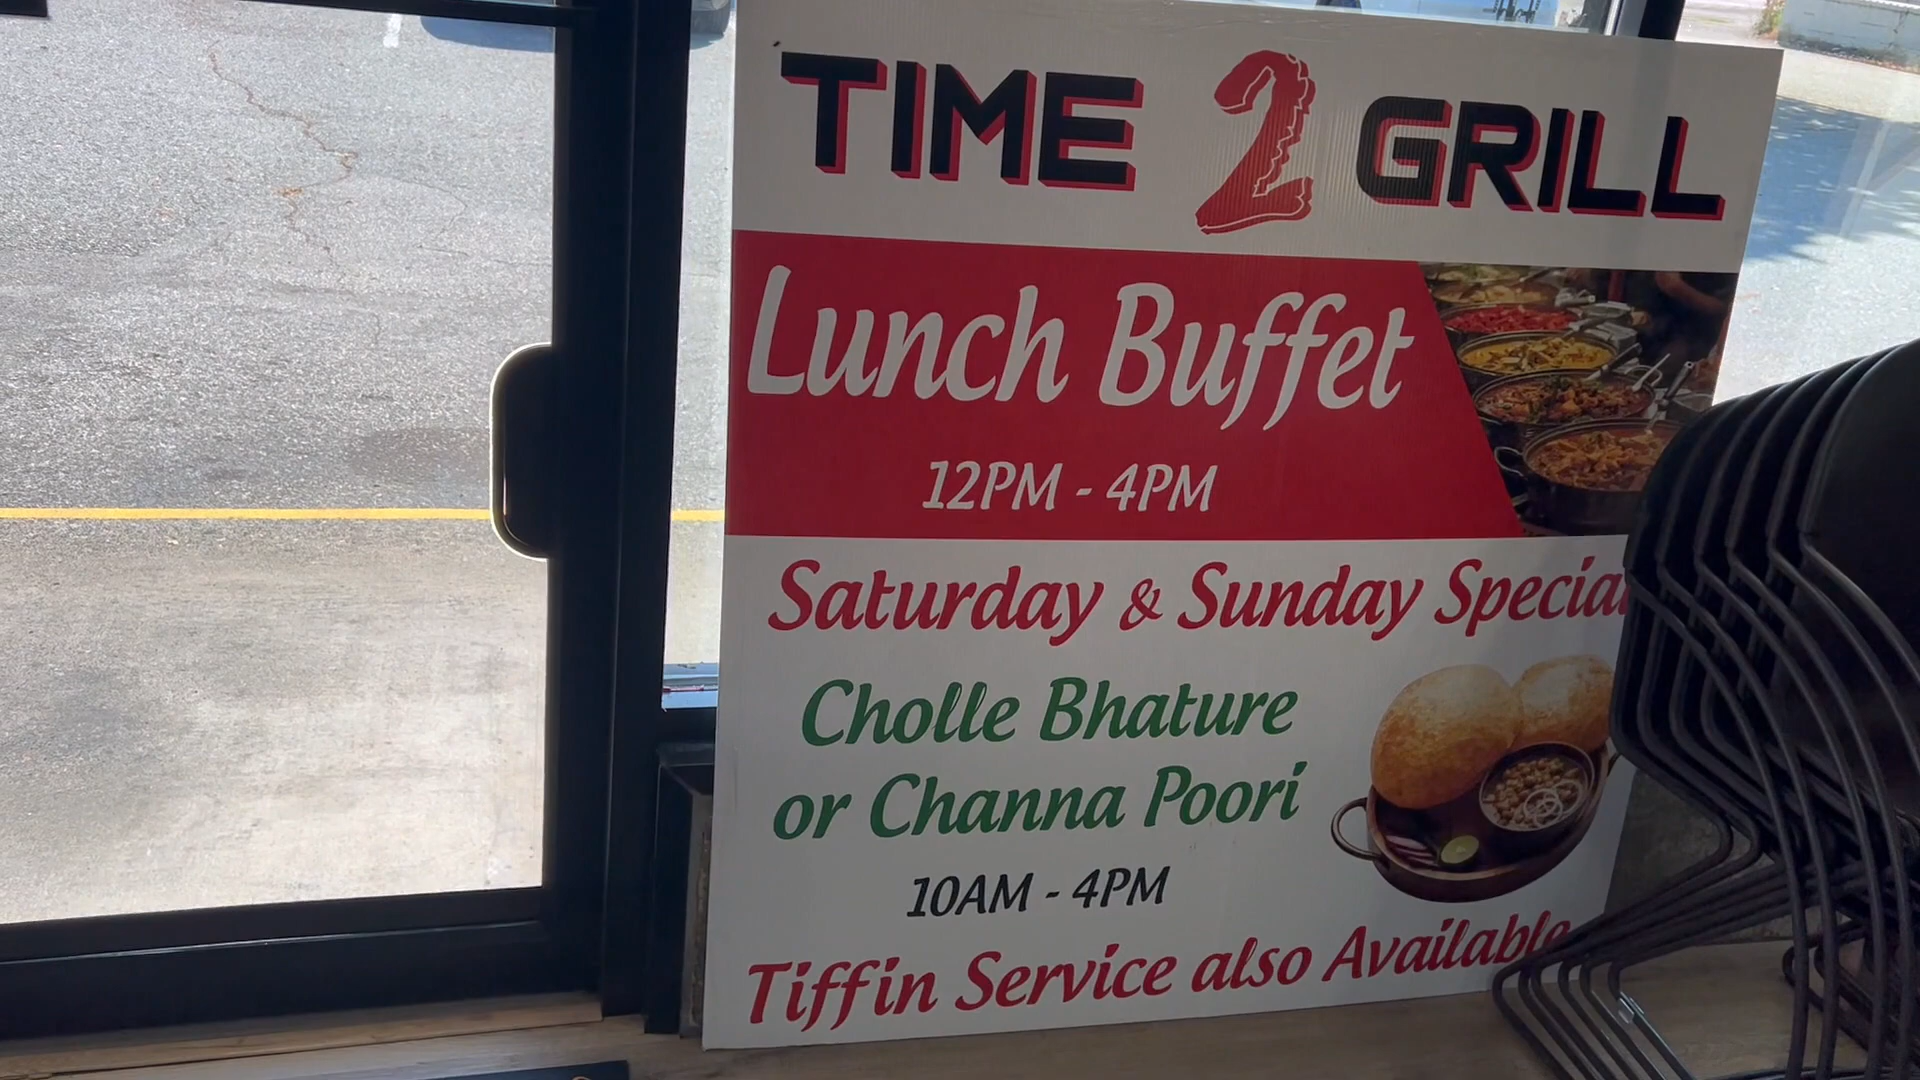 TIME 2 GRILL
Lunch Buffet
12PM - 4PM
Saturday & Sunday Special
Cholle Bhature
or Channa Poori
10AM - 4PM
Tiffin Service also Available